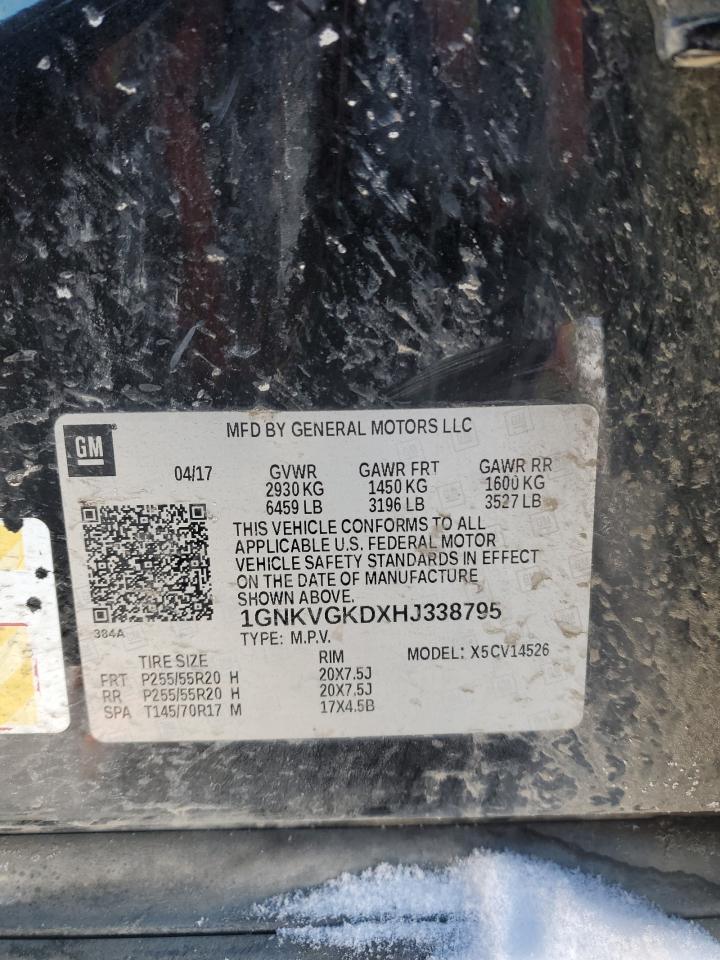 GM
MFD BY GENERAL MOTORS LLC
04/17 GVWR GAWR FRT GAWR RR
2930 KG 1450 KG 1600 KG
6459 LB 3196 LB 3527 LB
THIS VEHICLE CONFORMS TO ALL
APPLICABLE U.S. FEDERAL MOTOR
VEHICLE SAFETY STANDARDS IN EFFECT
ON THE DATE OF MANUFACTURE
SHOWN ABOVE.
384A
1GNKVGKDXHJ338795
TYPE: M.P.V. MODEL: X5CV14526
TIRE SIZE RIM
FRT P255/55R20 H 20X7.5J
RR P255/55R20 H 20X7.5J
SPA T145/70R17 M 17X4.5B